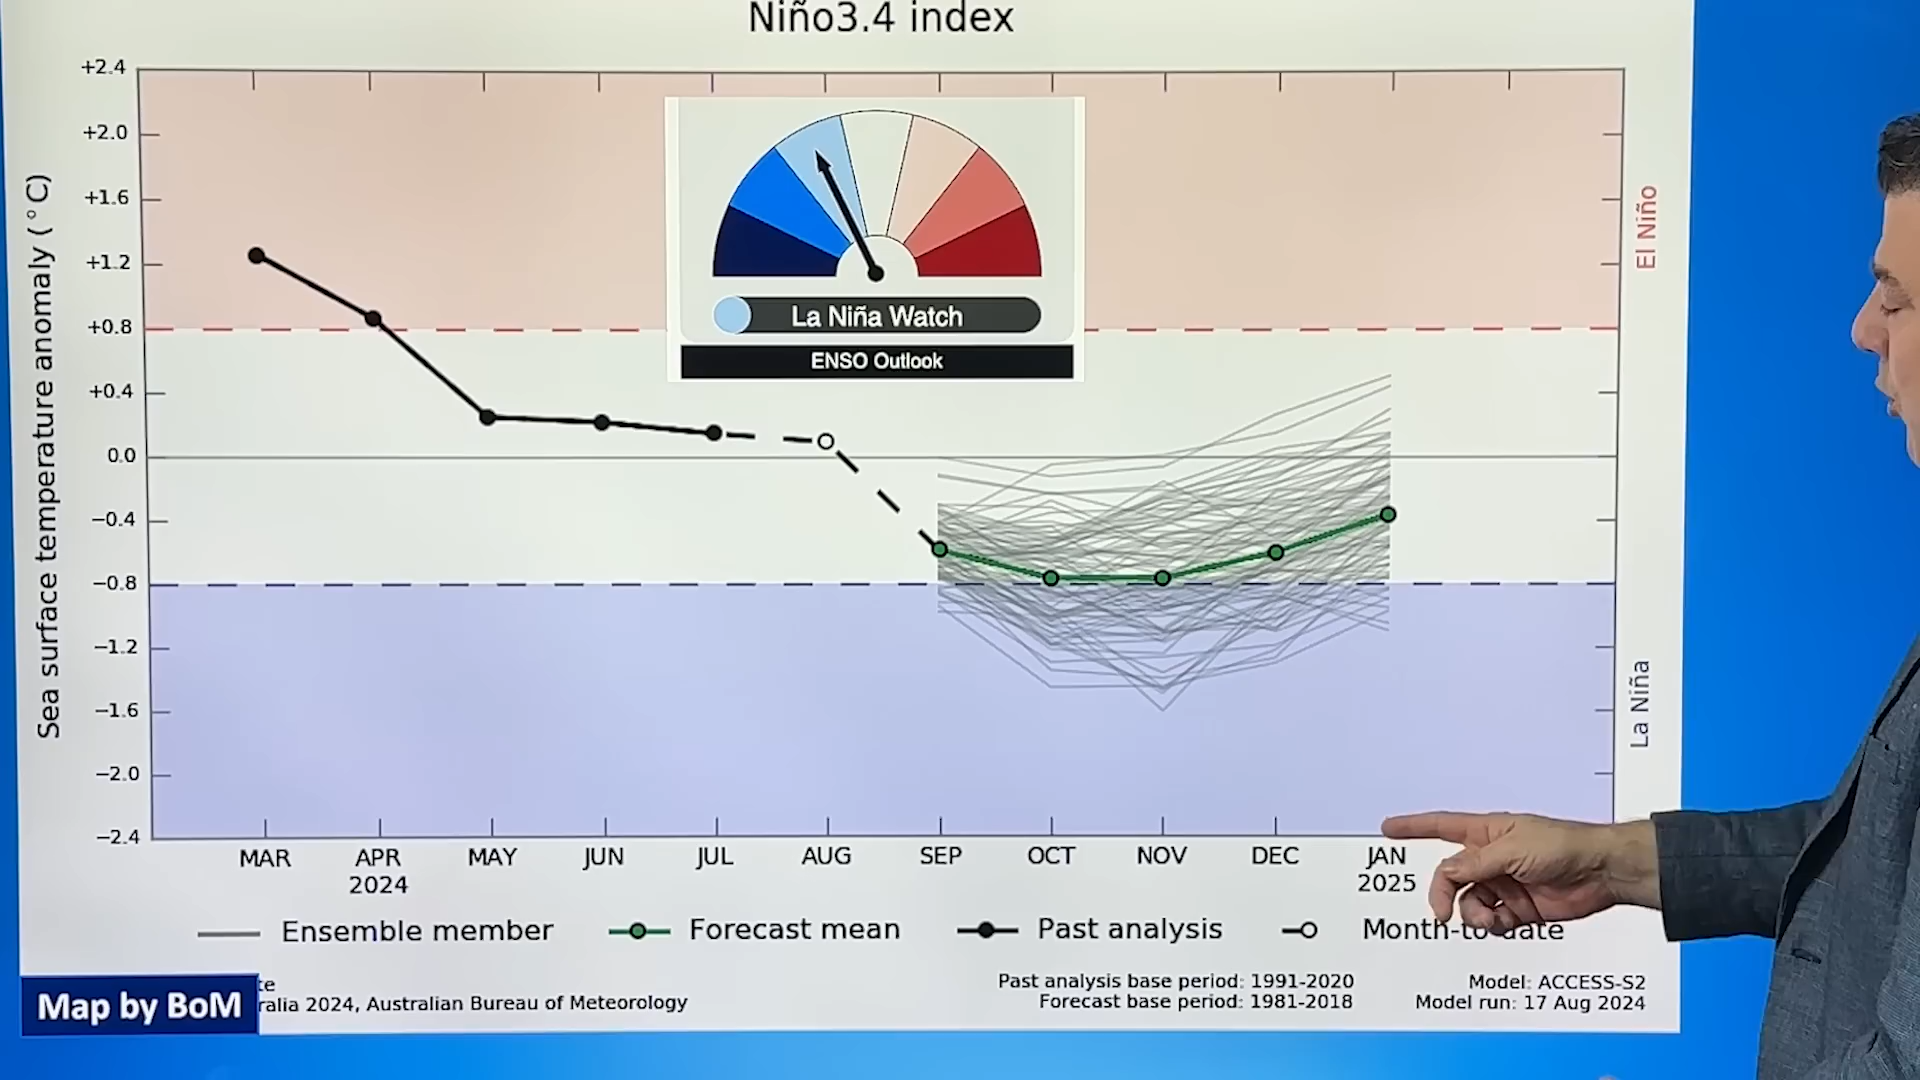 Niño3.4 index
+2.4
+2.0
+1.6
+1.2
+0.8
+0.4
0.0
−0.4
−0.8
−1.2
−1.6
−2.0
−2.4
Sea surface temperature anomaly (°C)
La Niña Watch
ENSO Outlook
El Niño
La Niña
MAR APR MAY JUN JUL AUG SEP OCT NOV DEC JAN
2024 2025
Ensemble member Forecast mean Past analysis Month-to-date
Past analysis base period: 1991-2020 Model: ACCESS-S2
ralia 2024, Australian Bureau of Meteorology Forecast base period: 1981-2018 Model run: 17 Aug 2024
Map by BoM